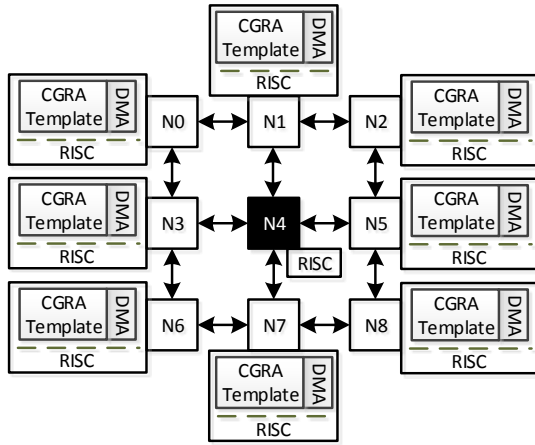 CGRA
Template
DMA
RISC
CGRA
Template
DMA
RISC
N0
N1
N2
CGRA
Template
DMA
RISC
CGRA
Template
DMA
RISC
N3
N4
N5
CGRA
Template
DMA
RISC
RISC
CGRA
Template
DMA
RISC
N6
N7
N8
CGRA
Template
DMA
RISC
CGRA
Template
DMA
RISC